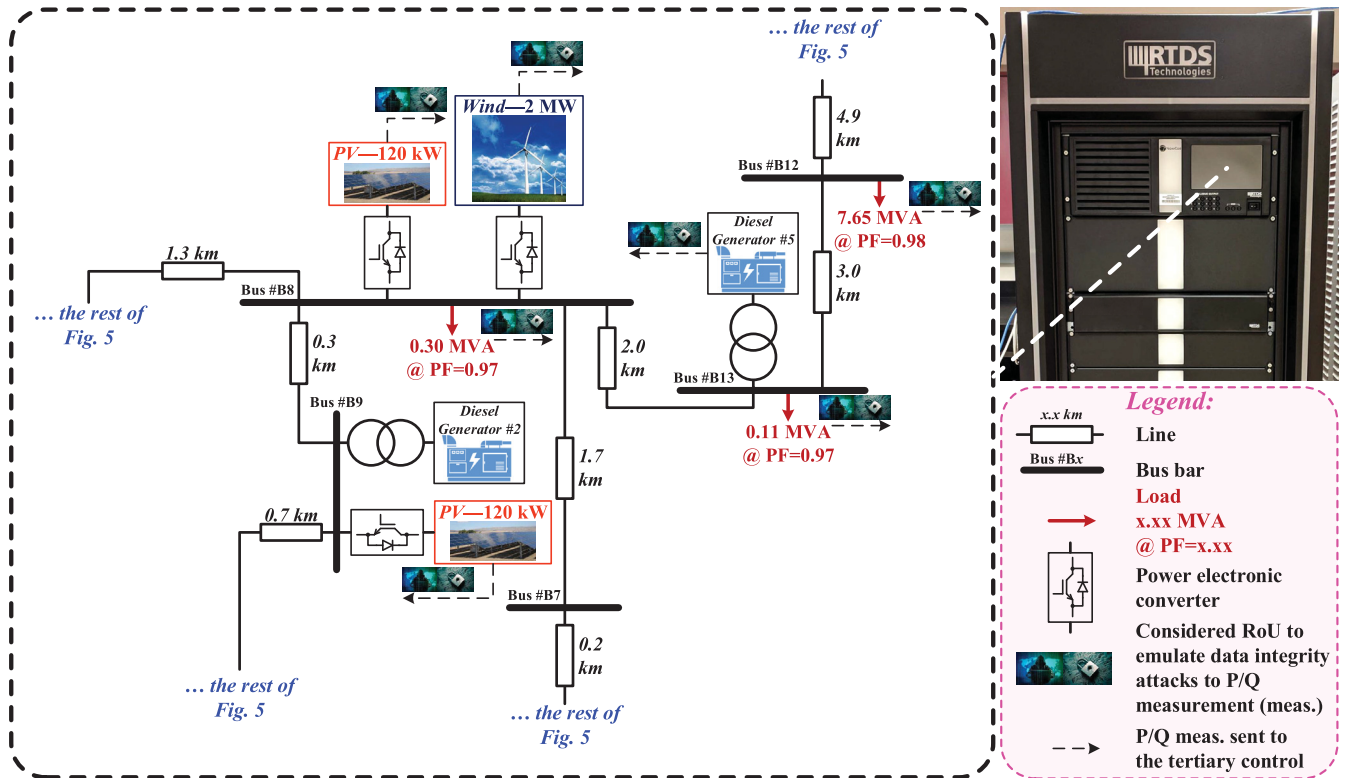 … the rest of
Fig. 5
Wind—2 MW
PV—120 kW
4.9
km
Bus #B12
7.65 MVA
@ PF=0.98
Diesel
Generator #5
3.0
km
1.3 km
Bus #B8
… the rest of
Fig. 5
0.3
km
0.30 MVA
@ PF=0.97
2.0
km
Bus #B13
0.11 MVA
@ PF=0.97
Bus #B9
Diesel
Generator #2
1.7
km
0.7 km
PV—120 kW
Bus #B7
0.2
km
… the rest of
Fig. 5
… the rest of
Fig. 5
RTDS
Technologies
RTDS
Legend:
x.x km
Line
Bus #Bx
Bus bar
Load
x.xx MVA
@ PF=x.xx
Power electronic
converter
Considered RoU to
emulate data integrity
attacks to P/Q
measurement (meas.)
P/Q meas. sent to
the tertiary control